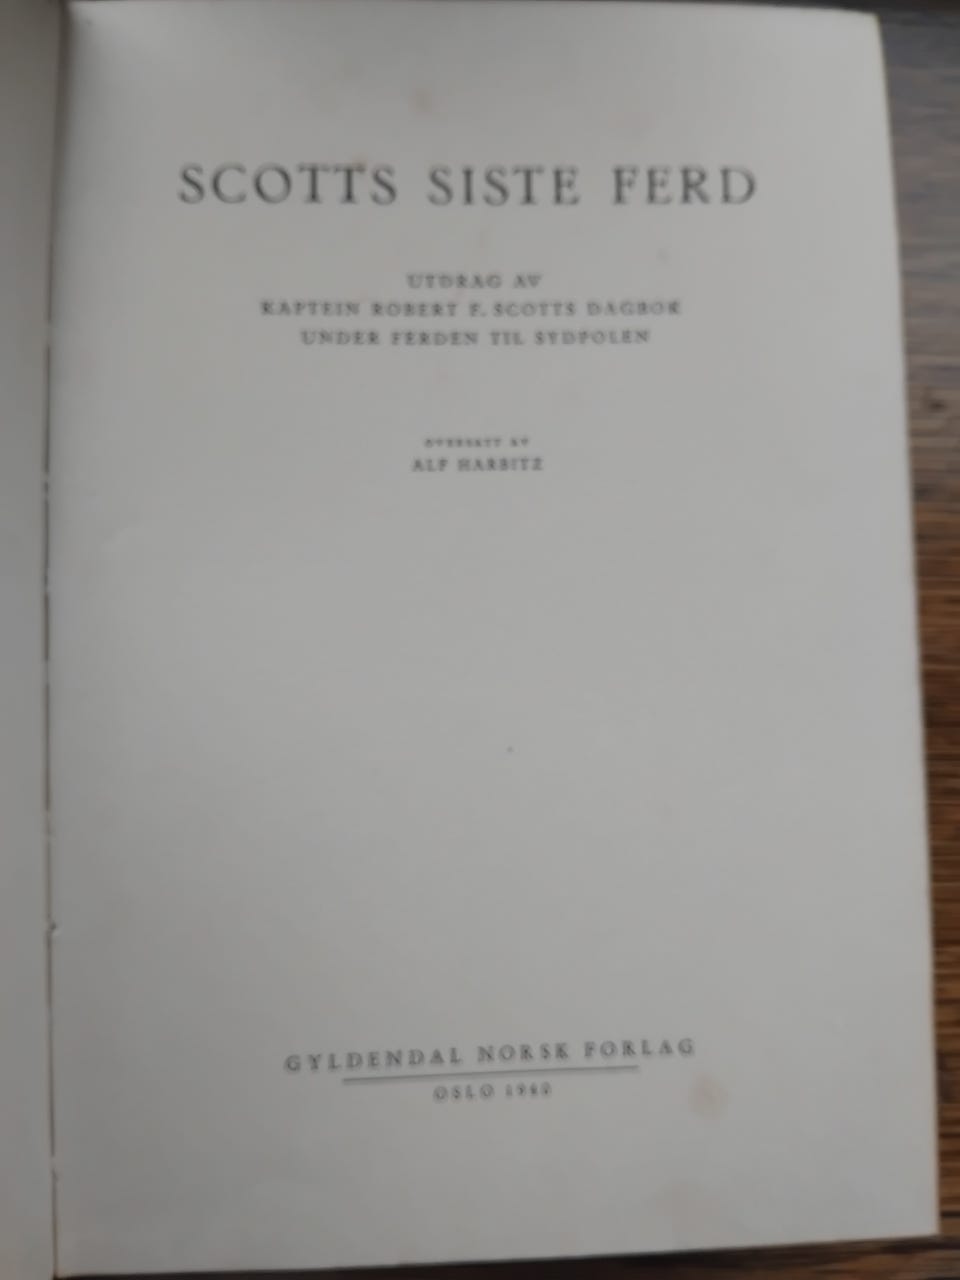 SCOTTS SISTE FERD
UTDRAG AV
KAPTEIN ROBERT F. SCOTTS DAGBOK
UNDER FERDEN TIL SYDPOLEN
OVERSATT AV
ALF HARBITZ
GYLDENDAL NORSK FORLAG
OSLO 1940